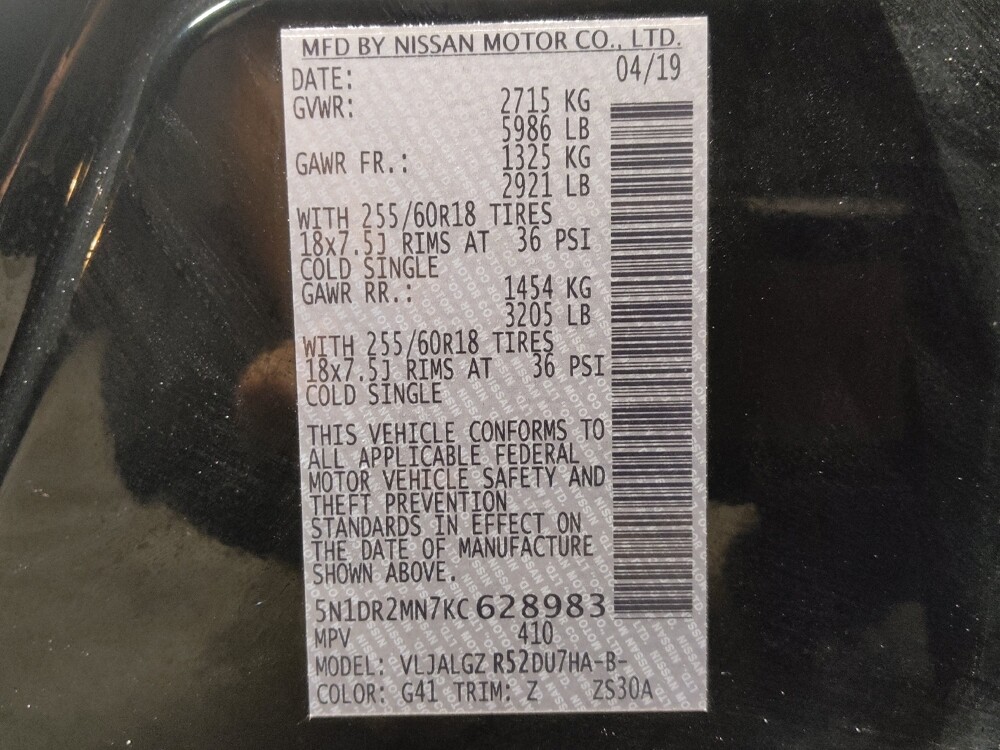 MFD BY NISSAN MOTOR CO., LTD.
DATE: 04/19
GVWR: 2715 KG
5986 LB
GAWR FR.: 1325 KG
2921 LB
WITH 255/60R18 TIRES
18x7.5J RIMS AT 36 PSI
COLD SINGLE
GAWR RR.: 1454 KG
3205 LB
WITH 255/60R18 TIRES
18x7.5J RIMS AT 36 PSI
COLD SINGLE
THIS VEHICLE CONFORMS TO
ALL APPLICABLE FEDERAL
MOTOR VEHICLE SAFETY AND
THEFT PREVENTION
STANDARDS IN EFFECT ON
THE DATE OF MANUFACTURE
SHOWN ABOVE.
5N1DR2MN7KC628983
MPV 410
MODEL: VLJALGZ R52DU7HA-B-
COLOR: G41 TRIM: Z ZS30A